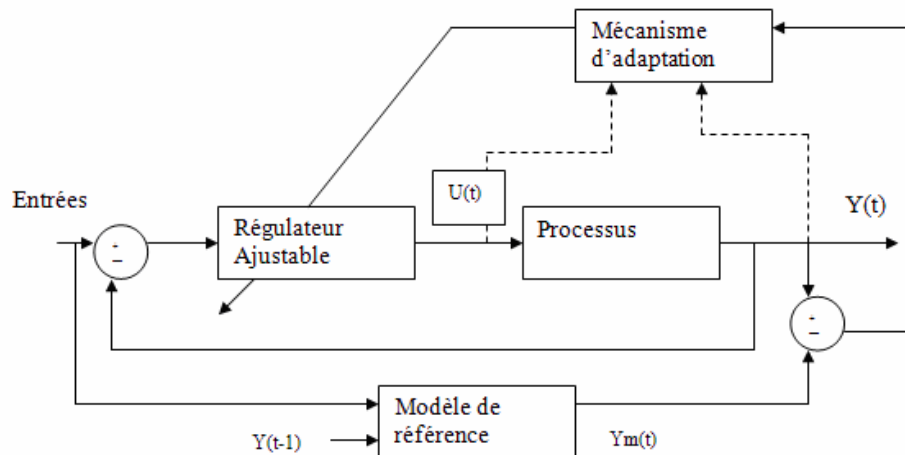 Mécanisme
d'adaptation
U(t)
Entrées
Y(t)
+
−
Régulateur
Ajustable
Processus
+
−
Modèle de
référence
Y(t-1)
Ym(t)